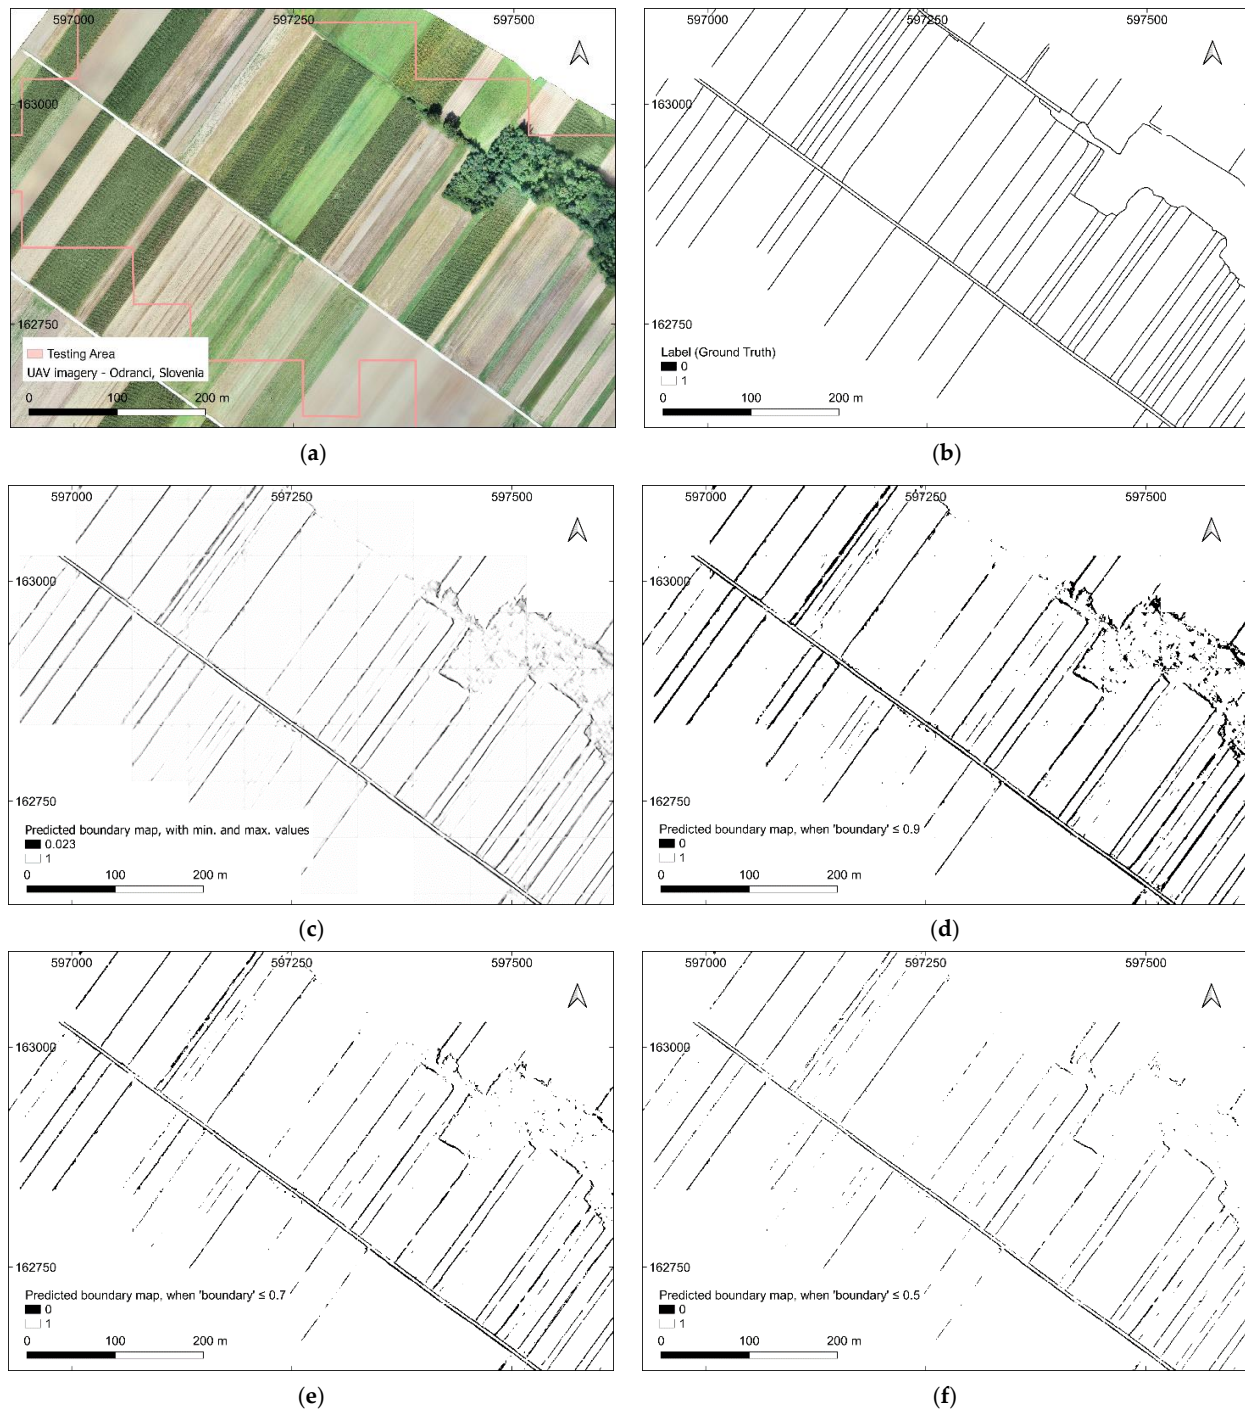 597000 597250 597500
163000
162750
Testing Area
UAV imagery - Odranci, Slovenia
0 100 200 m
(a)
597000 597250 597500
163000
162750
Label (Ground Truth)
0
1
0 100 200 m
(b)
597000 597250 597500
163000
162750
Predicted boundary map, with min. and max. values
0.023
1
0 100 200 m
(c)
597000 597250 597500
163000
162750
Predicted boundary map, when 'boundary' ≤ 0.9
0
1
0 100 200 m
(d)
597000 597250 597500
163000
162750
Predicted boundary map, when 'boundary' ≤ 0.7
0
1
0 100 200 m
(e)
597000 597250 597500
163000
162750
Predicted boundary map, when 'boundary' ≤ 0.5
0
1
0 100 200 m
(f)